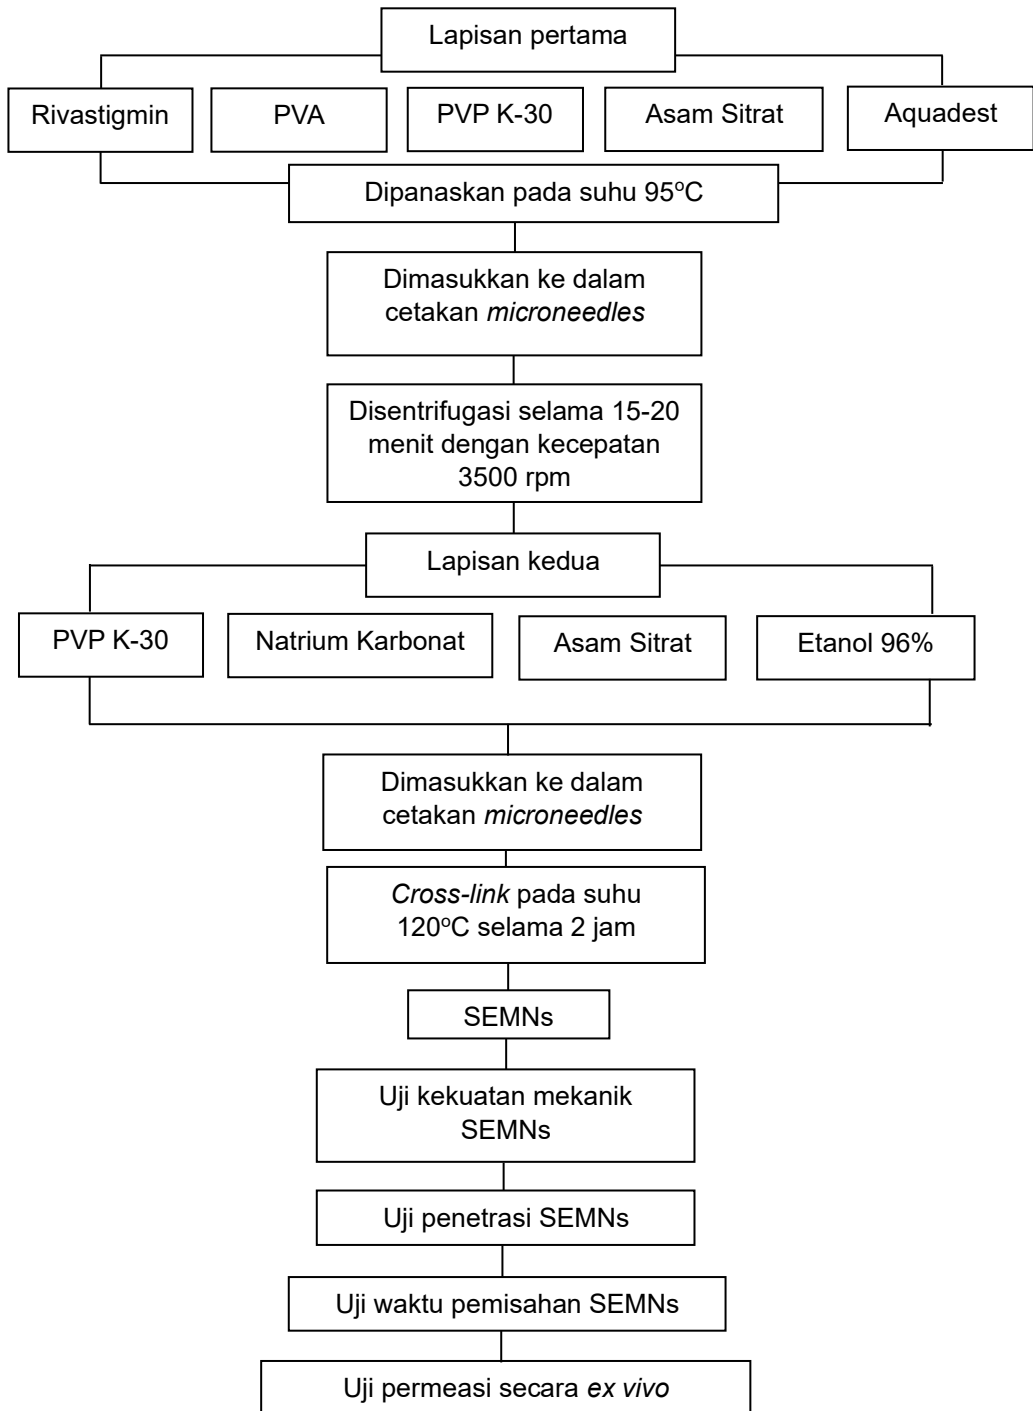 Lapisan pertama
Rivastigmin
PVA
PVP K-30
Asam Sitrat
Aquadest
Dipanaskan pada suhu 95°C
Dimasukkan ke dalam
cetakan microneedles
Disentrifugasi selama 15-20
menit dengan kecepatan
3500 rpm
Lapisan kedua
PVP K-30
Natrium Karbonat
Asam Sitrat
Etanol 96%
Dimasukkan ke dalam
cetakan microneedles
Cross-link pada suhu
120°C selama 2 jam
SEMNs
Uji kekuatan mekanik
SEMNs
Uji penetrasi SEMNs
Uji waktu pemisahan SEMNs
Uji permeasi secara ex vivo